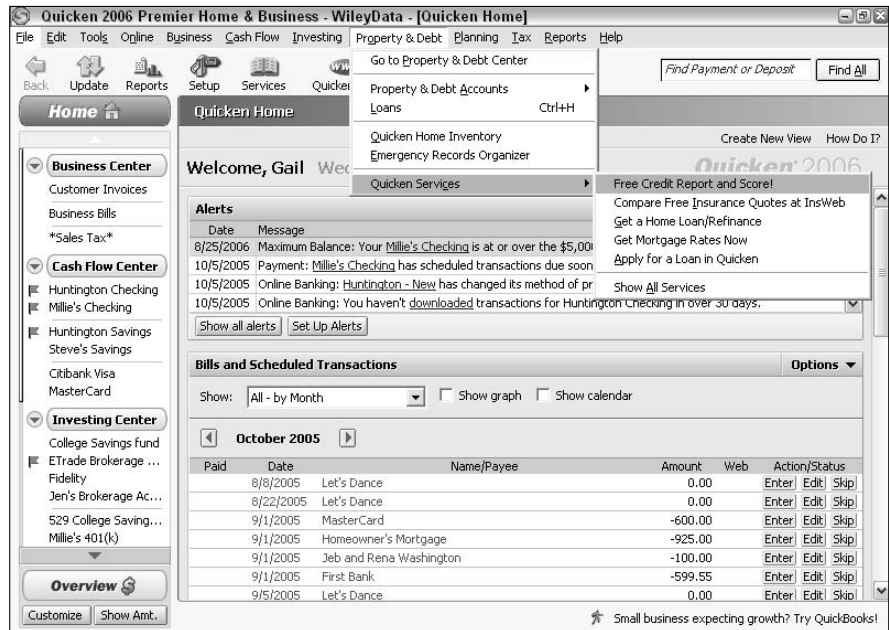 Quicken 2006 Premier Home & Business - WileyData - [Quicken Home]
File Edit Tools Online Business Cash Flow Investing Property & Debt Planning Tax Reports Help
Back Update Reports Setup Services
Find Payment or Deposit Find All
Go to Property & Debt Center
Property & Debt Accounts
Loans Ctrl+H
Quicken Home Inventory
Emergency Records Organizer
Quicken Services
Free Credit Report and Score!
Compare Free Insurance Quotes at InsWeb
Get a Home Loan/Refinance
Get Mortgage Rates Now
Apply for a Loan in Quicken
Show All Services
Home
Quicken Home
Create New View How Do I?
Welcome, Gail
Quicken 2006
Business Center
Customer Invoices
Business Bills
*Sales Tax*
Cash Flow Center
Huntington Checking
Millie's Checking
Huntington Savings
Steve's Savings
Citibank Visa
MasterCard
Investing Center
College Savings fund
ETrade Brokerage ...
Fidelity
Jen's Brokerage Ac...
529 College Saving...
Millie's 401(k)
Overview
Customize Show Amt.
Alerts
Date Message
8/25/2006 Maximum Balance: Your Millie's Checking is at or over the $5,00
10/5/2005 Payment: Millie's Checking has scheduled transactions due soon
10/5/2005 Online Banking: Huntington - New has changed its method of pr
10/5/2005 Online Banking: You haven't downloaded transactions for Huntington Checking in over 30 days.
Show all alerts Set Up Alerts
Bills and Scheduled Transactions Options
Show: All - by Month Show graph Show calendar
October 2005
Paid Date Name/Payee Amount Web Action/Status
8/8/2005 Let's Dance 0.00 Enter Edit Skip
8/22/2005 Let's Dance 0.00 Enter Edit Skip
9/1/2005 MasterCard -600.00 Enter Edit Skip
9/1/2005 Homeowner's Mortgage -925.00 Enter Edit Skip
9/1/2005 Jeb and Rena Washington -100.00 Enter Edit Skip
9/1/2005 First Bank -599.55 Enter Edit Skip
9/5/2005 Let's Dance 0.00 Enter Edit Skip
Small business expecting growth? Try QuickBooks!